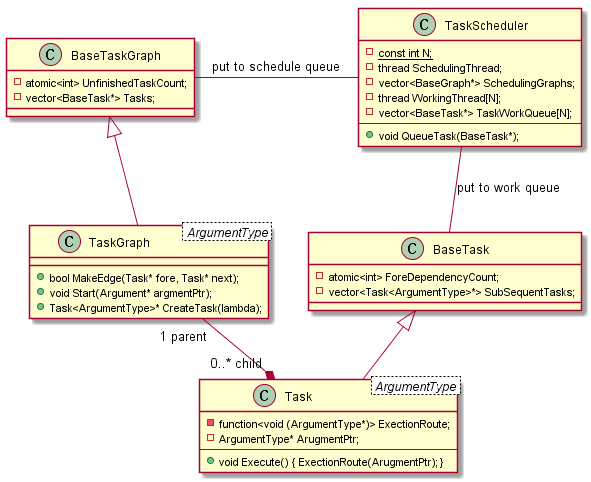 C BaseTaskGraph
atomic<int> UnfinishedTaskCount;
vector<BaseTask*> Tasks;
put to schedule queue
C TaskScheduler
const int N;
thread SchedulingThread;
vector<BaseGraph*> SchedulingGraphs;
thread WorkingThread[N];
vector<BaseTask*> TaskWorkQueue[N];
void QueueTask(BaseTask*);
put to work queue
C TaskGraph
ArgumentType
bool MakeEdge(Task* fore, Task* next);
void Start(Argument* argmentPtr);
Task<ArgumentType>* CreateTask(lambda);
C BaseTask
atomic<int> ForeDependencyCount;
vector<Task<ArgumentType>*> SubSequentTasks;
1 parent
0..* child
C Task
ArgumentType
function<void (ArgumentType*)> ExectionRoute;
ArgumentType* ArugmentPtr;
void Execute() { ExectionRoute(ArugmentPtr); }